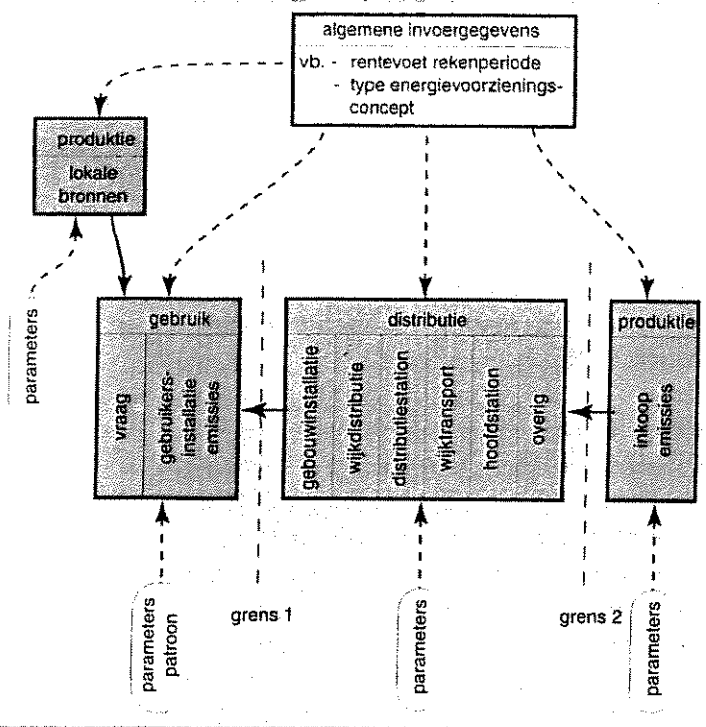 algemene invoergegevens
vb. - rentevoet rekenperiode
- type energievoorzienings-
concept
produktie
lokale
bronnen
parameters
gebruik
vraag
gebruikers-
installatie
emissies
distributie
gebouwinstallatie
wijkdistributie
distributiestation
wijktransport
hoofdstation
overig
produktie
inkoop
emissies
parameters
patroon
grens 1
parameters
grens 2
parameters